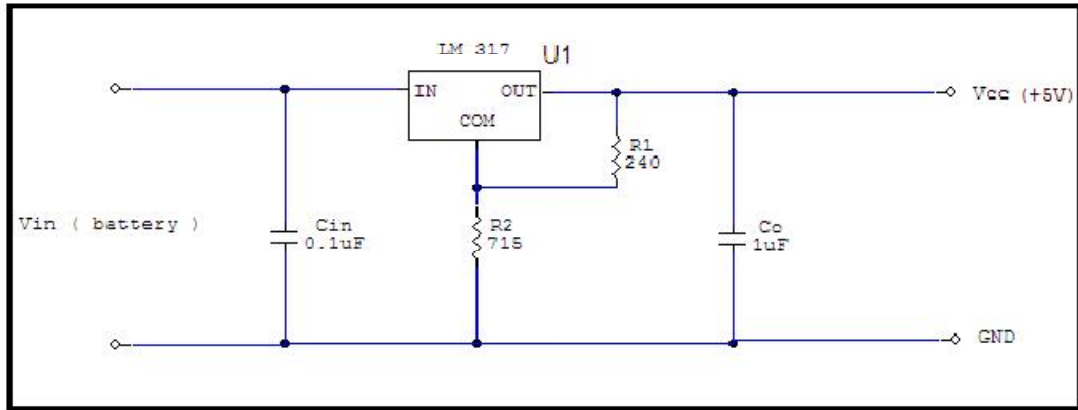 LM 317
U1
IN
OUT
COM
Vcc (+5V)
R1
240
Vin ( battery )
Cin
0.1uF
R2
715
Co
1uF
GND